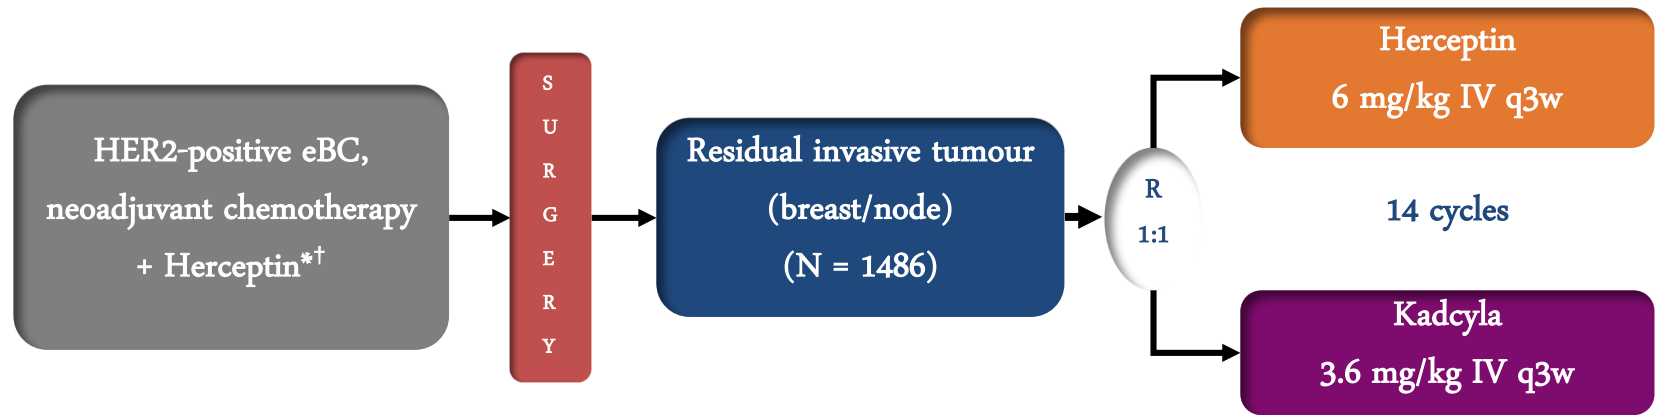 HER2-positive eBC,
neoadjuvant chemotherapy
+ Herceptin*†
S
U
R
G
E
R
Y
Residual invasive tumour
(breast/node)
(N = 1486)
R
1:1
Herceptin
6 mg/kg IV q3w
14 cycles
Kadcyla
3.6 mg/kg IV q3w